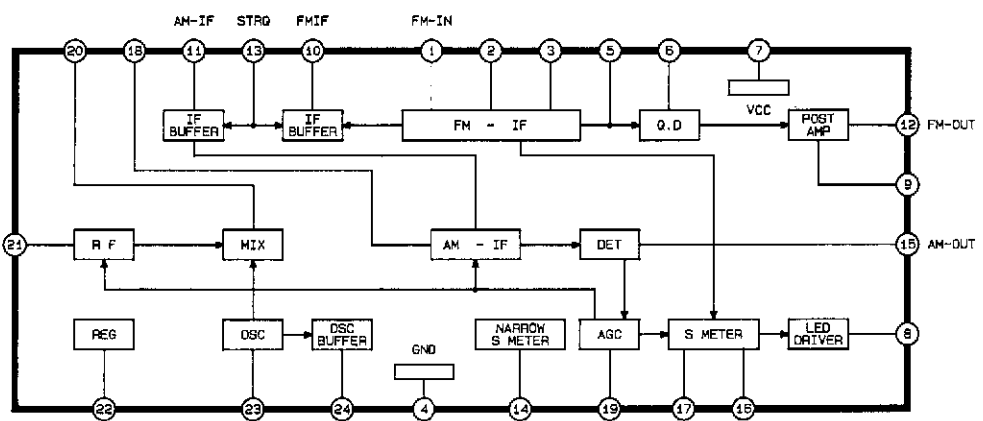 AM-IF STRQ FMIF FM-IN
20 18 11 13 10 1 2 3 5 6 7
IF BUFFER
IF BUFFER
FM - IF
Q.D
VCC
POST AMP
12 FM-OUT
9
21
RF
MIX
AM - IF
DET
15 AM-OUT
REG
OSC
OSC BUFFER
GND
NARROW S METER
AGC
S METER
LED DRIVER
8
22 23 24 4 14 19 17 16